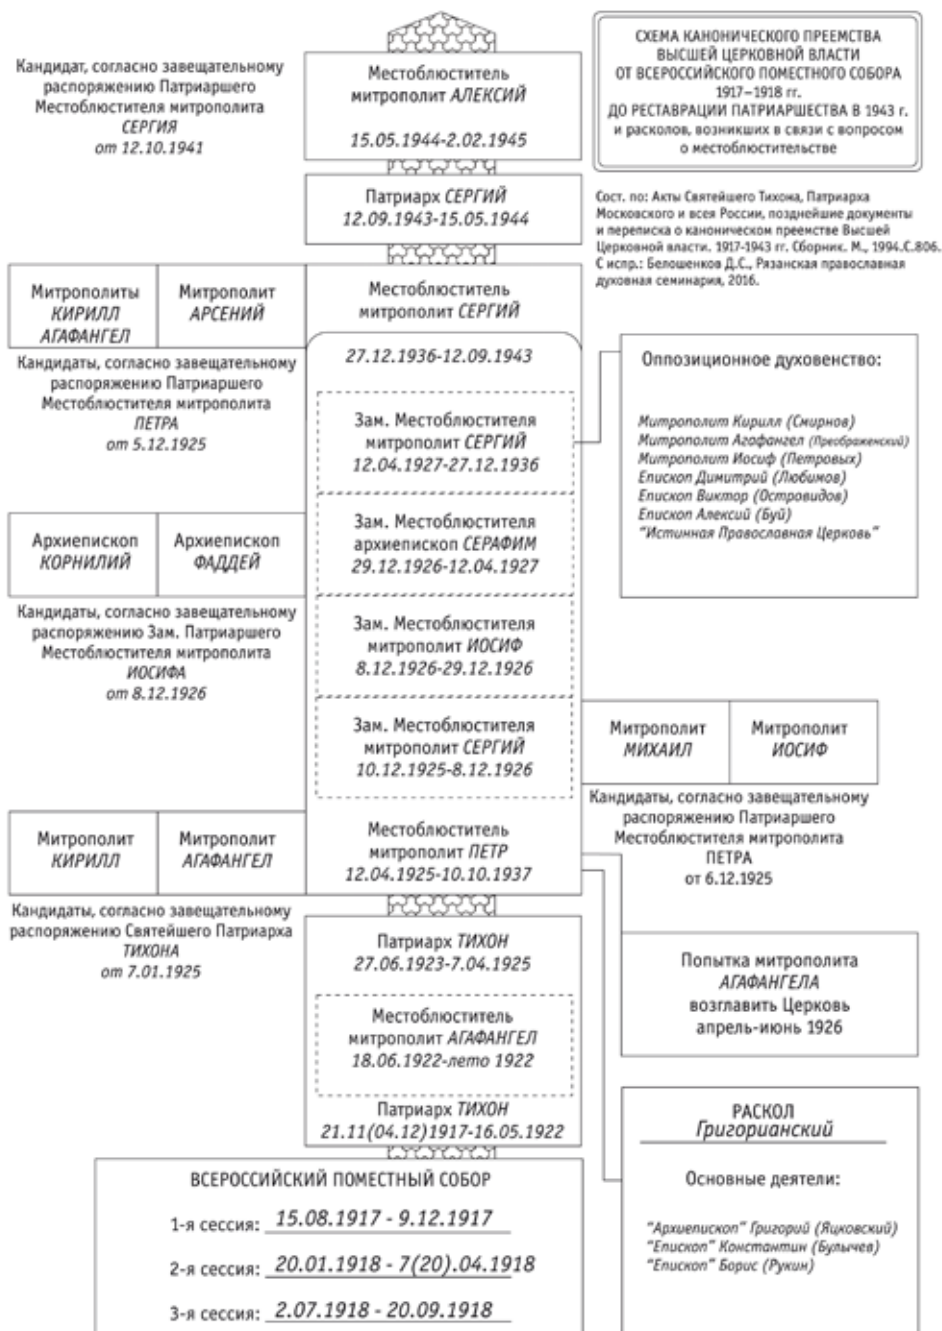 СХЕМА КАНОНИЧЕСКОГО ПРЕЕМСТВА
ВЫСШЕЙ ЦЕРКОВНОЙ ВЛАСТИ
ОТ ВСЕРОССИЙСКОГО ПОМЕСТНОГО СОБОРА
1917–1918 гг.
ДО РЕСТАВРАЦИИ ПАТРИАРШЕСТВА В 1943 г.
и расколов, возникших в связи с вопросом
о местоблюстительстве
Сост. по: Акты Святейшего Тихона, Патриарха
Московского и всея России, позднейшие документы
и переписка о каноническом преемстве Высшей
Церковной власти. 1917-1943 гг. Сборник. М., 1994.С.806.
С испр.: Белошенков Д.С., Рязанская православная
духовная семинария, 2016.
Кандидат, согласно завещательному
распоряжению Патриаршего
Местоблюстителя митрополита
СЕРГИЯ
от 12.10.1941
Местоблюститель
митрополит АЛЕКСИЙ
15.05.1944-2.02.1945
Патриарх СЕРГИЙ
12.09.1943-15.05.1944
Митрополиты
КИРИЛЛ
АГАФАНГЕЛ
Митрополит
АРСЕНИЙ
Кандидаты, согласно завещательному
распоряжению Патриаршего
Местоблюстителя митрополита
ПЕТРА
от 5.12.1925
Местоблюститель
митрополит СЕРГИЙ
27.12.1936-12.09.1943
Зам. Местоблюстителя
митрополит СЕРГИЙ
12.04.1927-27.12.1936
Оппозиционное духовенство:
Митрополит Кирилл (Смирнов)
Митрополит Агафангел (Преображенский)
Митрополит Иосиф (Петровых)
Епископ Димитрий (Любимов)
Епископ Виктор (Островидов)
Епископ Алексий (Буй)
"Истинная Православная Церковь"
Архиепископ
КОРНИЛИЙ
Архиепископ
ФАДДЕЙ
Кандидаты, согласно завещательному
распоряжению Зам. Патриаршего
Местоблюстителя митрополита
ИОСИФА
от 8.12.1926
Зам. Местоблюстителя
архиепископ СЕРАФИМ
29.12.1926-12.04.1927
Зам. Местоблюстителя
митрополит ИОСИФ
8.12.1926-29.12.1926
Зам. Местоблюстителя
митрополит СЕРГИЙ
10.12.1925-8.12.1926
Митрополит
МИХАИЛ
Митрополит
ИОСИФ
Кандидаты, согласно завещательному
распоряжению Патриаршего
Местоблюстителя митрополита
ПЕТРА
от 6.12.1925
Митрополит
КИРИЛЛ
Митрополит
АГАФАНГЕЛ
Кандидаты, согласно завещательному
распоряжению Святейшего Патриарха
ТИХОНА
от 7.01.1925
Местоблюститель
митрополит ПЕТР
12.04.1925-10.10.1937
Патриарх ТИХОН
27.06.1923-7.04.1925
Местоблюститель
митрополит АГАФАНГЕЛ
18.06.1922-лето 1922
Патриарх ТИХОН
21.11(04.12)1917-16.05.1922
Попытка митрополита
АГАФАНГЕЛА
возглавить Церковь
апрель-июнь 1926
РАСКОЛ
Григорианский
Основные деятели:
"Архиепископ" Григорий (Яцковский)
"Епископ" Константин (Булычев)
"Епископ" Борис (Рукин)
ВСЕРОССИЙСКИЙ ПОМЕСТНЫЙ СОБОР
1-я сессия: 15.08.1917 - 9.12.1917
2-я сессия: 20.01.1918 - 7(20).04.1918
3-я сессия: 2.07.1918 - 20.09.1918